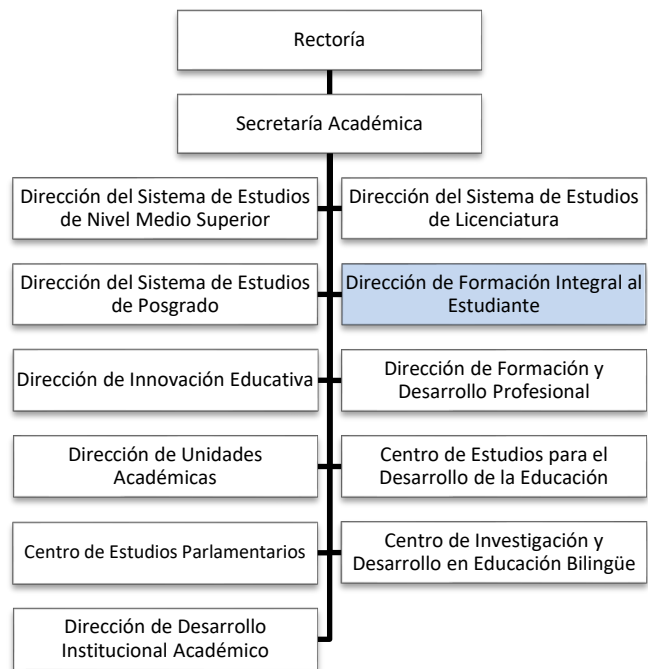 Rectoría
Secretaría Académica
Dirección del Sistema de Estudios
de Nivel Medio Superior
Dirección del Sistema de Estudios
de Licenciatura
Dirección del Sistema de Estudios
de Posgrado
Dirección de Formación Integral al
Estudiante
Dirección de Innovación Educativa
Dirección de Formación y
Desarrollo Profesional
Dirección de Unidades
Académicas
Centro de Estudios para el
Desarrollo de la Educación
Centro de Estudios Parlamentarios
Centro de Investigación y
Desarrollo en Educación Bilingüe
Dirección de Desarrollo
Institucional Académico